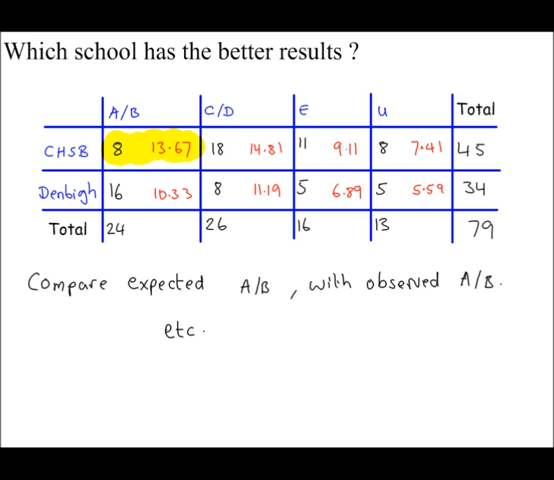 Which school has the better results ?
A/B C/D E U Total
CHSB 8 13.67 18 14.81 11 9.11 8 7.41 45
Denbigh 16 10.33 8 11.19 5 6.89 5 5.59 34
Total 24 26 16 13 79
Compare expected A/B , with observed A/B.
etc.